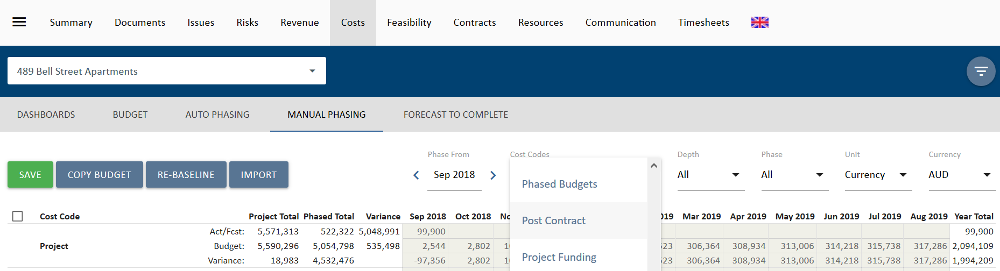 Summary Documents Issues Risks Revenue Costs Feasibility Contracts Resources Communication Timesheets
489 Bell Street Apartments
DASHBOARDS BUDGET AUTO PHASING MANUAL PHASING FORECAST TO COMPLETE
Phase From Cost Codes Depth Phase Unit Currency
SAVE COPY BUDGET RE-BASELINE IMPORT Sep 2018 All All Currency AUD
Phased Budgets
Post Contract
Project Funding
Cost Code Project Total Phased Total Variance Sep 2018 Oct 2018 Mar 2019 Apr 2019 May 2019 Jun 2019 Jul 2019 Aug 2019 Year Total
Act/Fcst: 5,571,313 522,322 5,048,991 99,900 99,900
Project Budget: 5,590,296 5,054,798 535,498 2,544 2,802 306,364 308,934 313,006 314,218 315,738 317,286 2,094,109
Variance: 18,983 4,532,476 -97,356 2,802 306,364 308,934 313,006 314,218 315,738 317,286 1,994,209